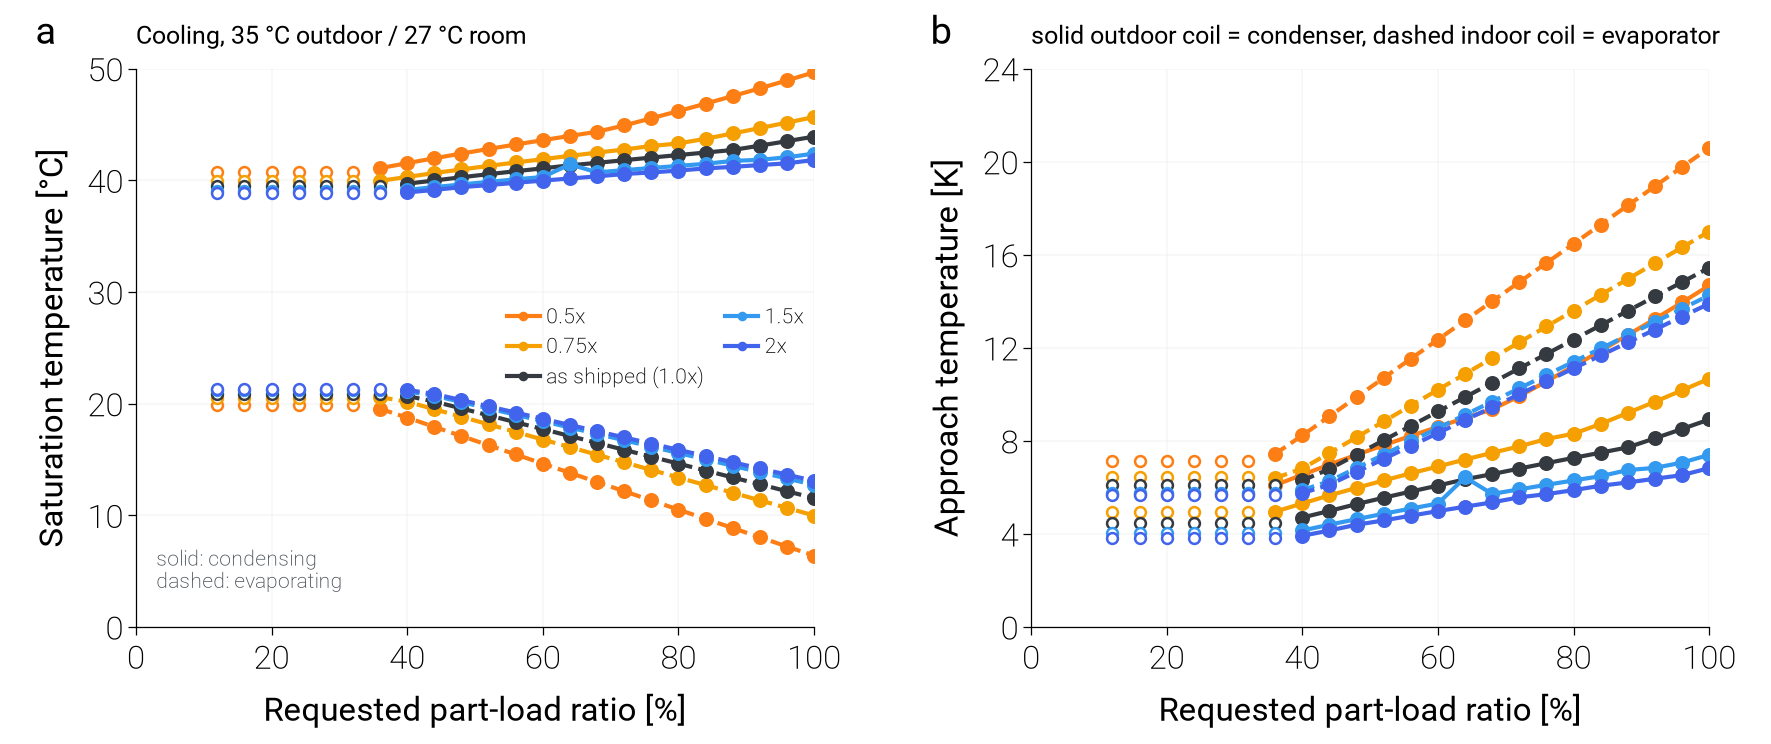 a
Cooling, 35 °C outdoor / 27 °C room
50
40
30
20
10
0
Saturation temperature [°C]
0.5x
0.75x
as shipped (1.0x)
1.5x
2x
solid: condensing
dashed: evaporating
0 20 40 60 80 100
Requested part-load ratio [%]
b
solid outdoor coil = condenser, dashed indoor coil = evaporator
24
20
16
12
8
4
0
Approach temperature [K]
0 20 40 60 80 100
Requested part-load ratio [%]